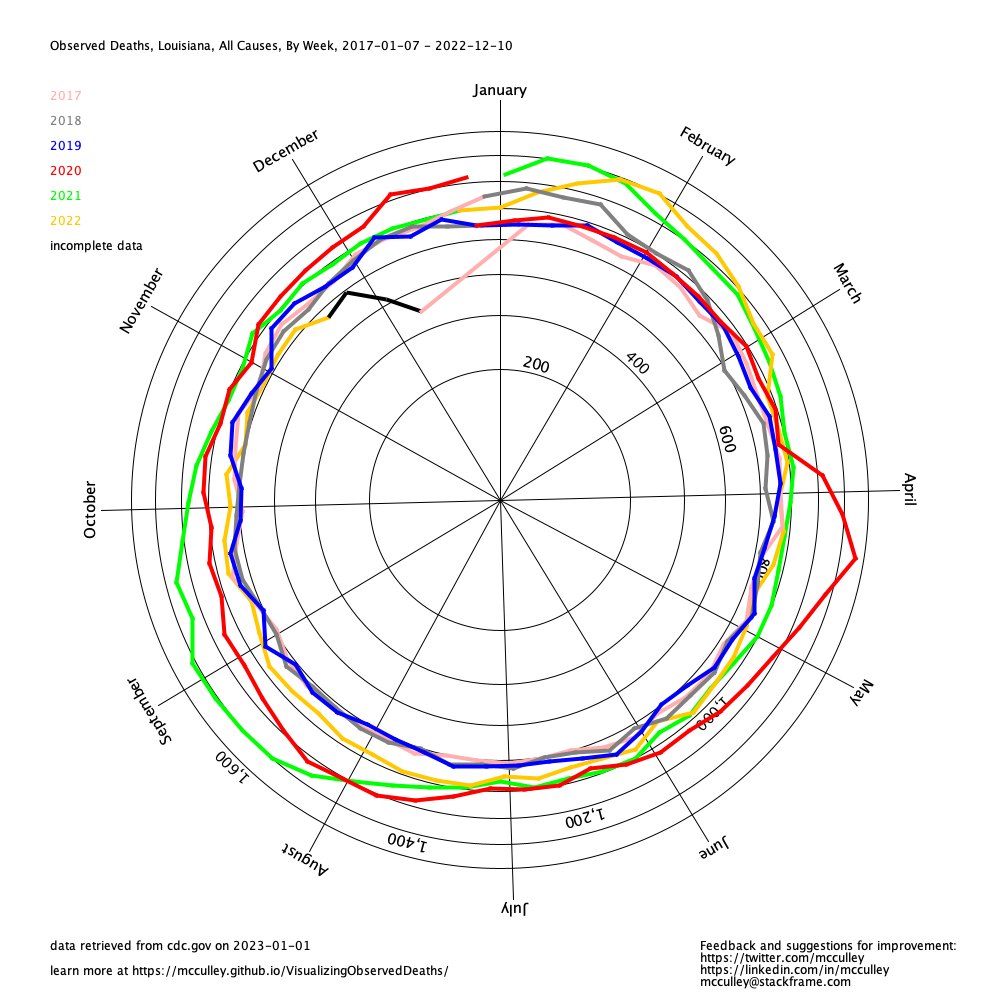 Observed Deaths, Louisiana, All Causes, By Week, 2017-01-07 - 2022-12-10
January
2017
2018
2019
2020
2021
2022
incomplete data
December
February
November
March
200
400
600
October
April
800
September
May
1,000
1,600
1,400
1,200
August
June
July
data retrieved from cdc.gov on 2023-01-01
learn more at https://mcculley.github.io/VisualizingObservedDeaths/
Feedback and suggestions for improvement:
https://twitter.com/mcculley
https://linkedin.com/in/mcculley
mcculley@stackframe.com